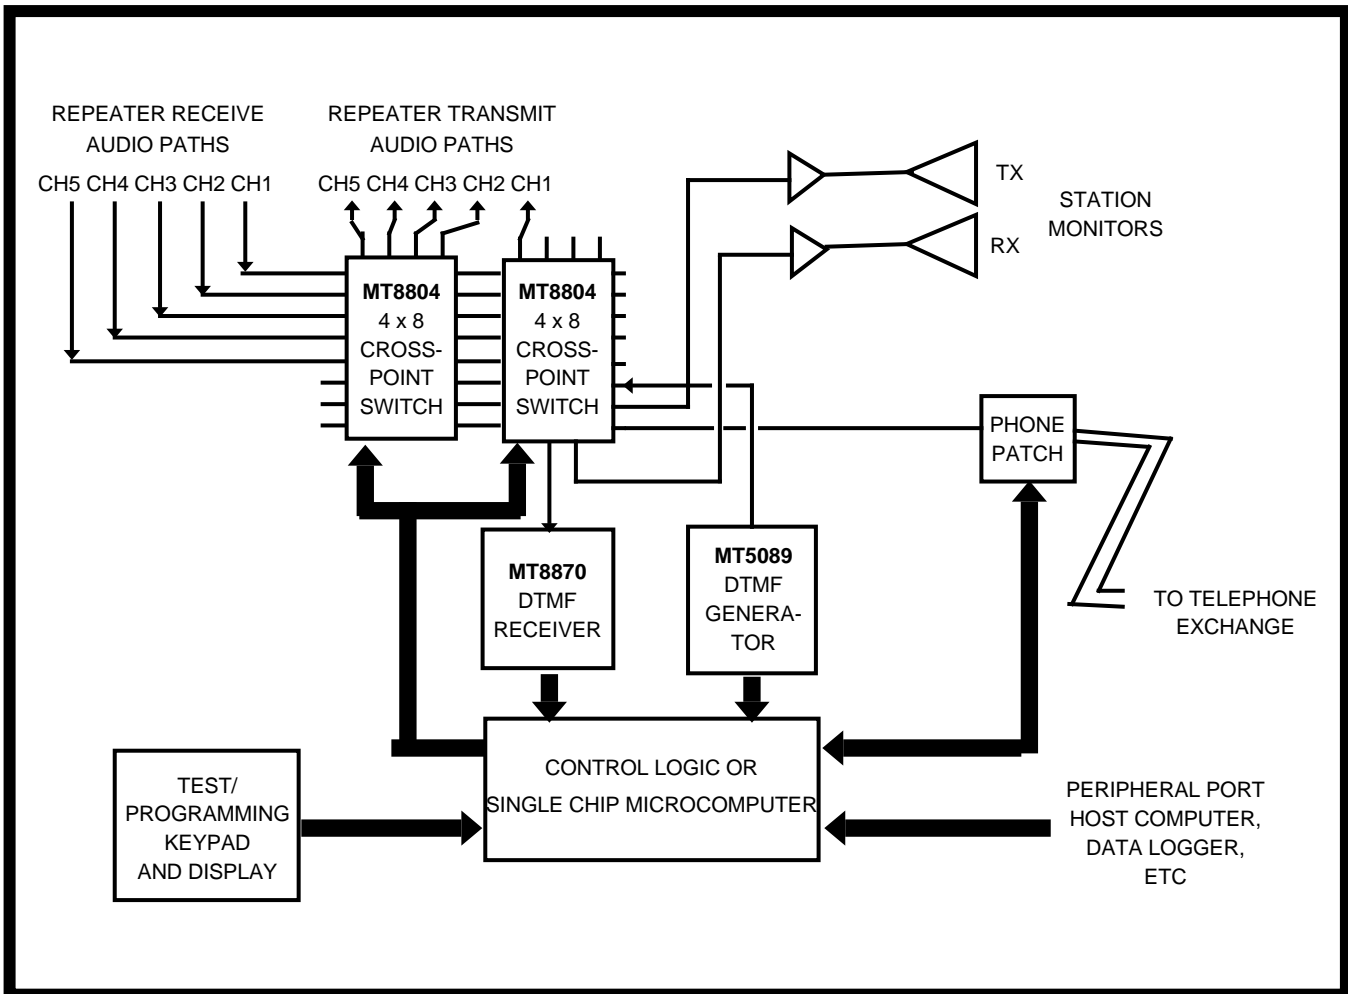 REPEATER RECEIVE
AUDIO PATHS
CH5 CH4 CH3 CH2 CH1
REPEATER TRANSMIT
AUDIO PATHS
CH5 CH4 CH3 CH2 CH1
TX
RX
STATION
MONITORS
MT8804
4 x 8
CROSS-
POINT
SWITCH
MT8804
4 x 8
CROSS-
POINT
SWITCH
PHONE
PATCH
MT8870
DTMF
RECEIVER
MT5089
DTMF
GENERA-
TOR
TO TELEPHONE
EXCHANGE
TEST/
PROGRAMMING
KEYPAD
AND DISPLAY
CONTROL LOGIC OR
SINGLE CHIP MICROCOMPUTER
PERIPHERAL PORT
HOST COMPUTER,
DATA LOGGER,
ETC